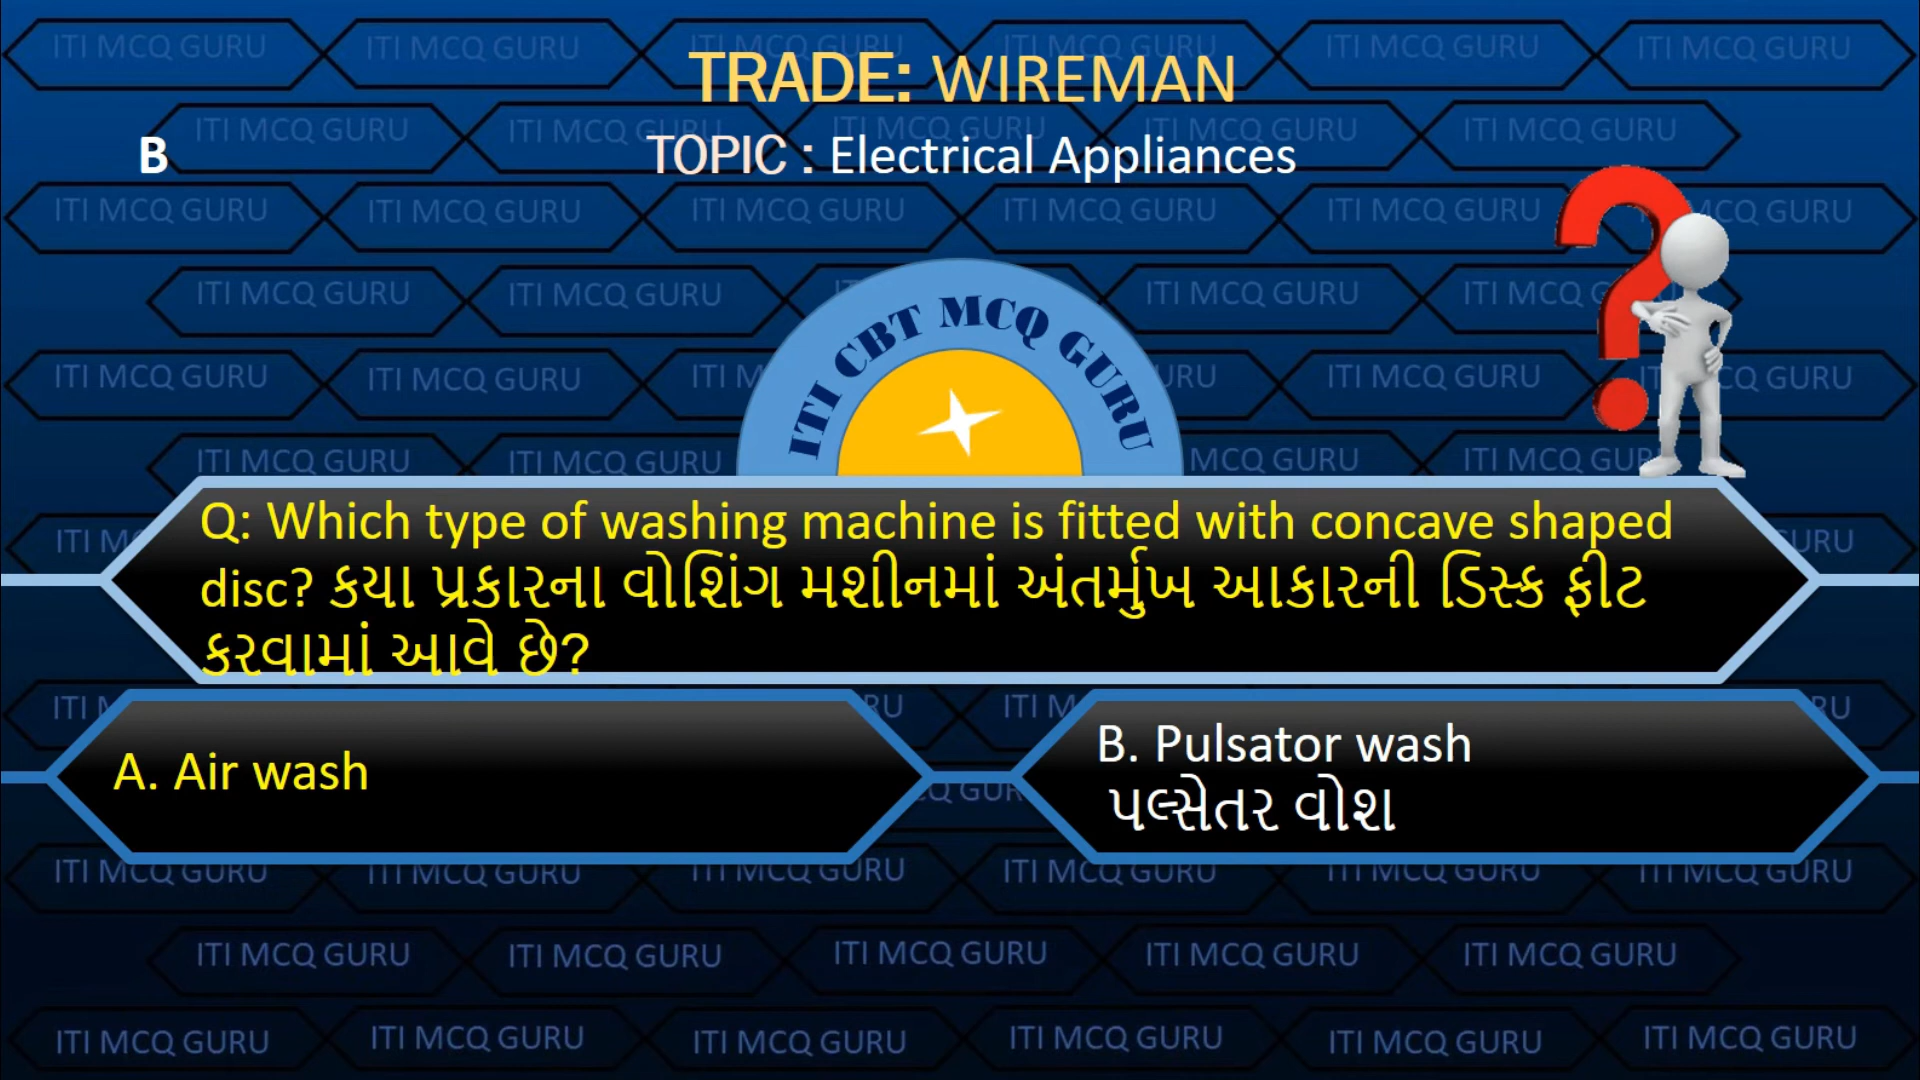 TRADE: WIREMAN
B
TOPIC : Electrical Appliances
ITI CBT MCQ GURU
Q: Which type of washing machine is fitted with concave shaped
disc? કયા પ્રકારના વોશિંગ મશીનમાં અંતર્મુખ આકારની ડિસ્ક ફીટ
કરવામાં આવે છે?
A. Air wash
B. Pulsator wash
પલ્સેતર વોશ